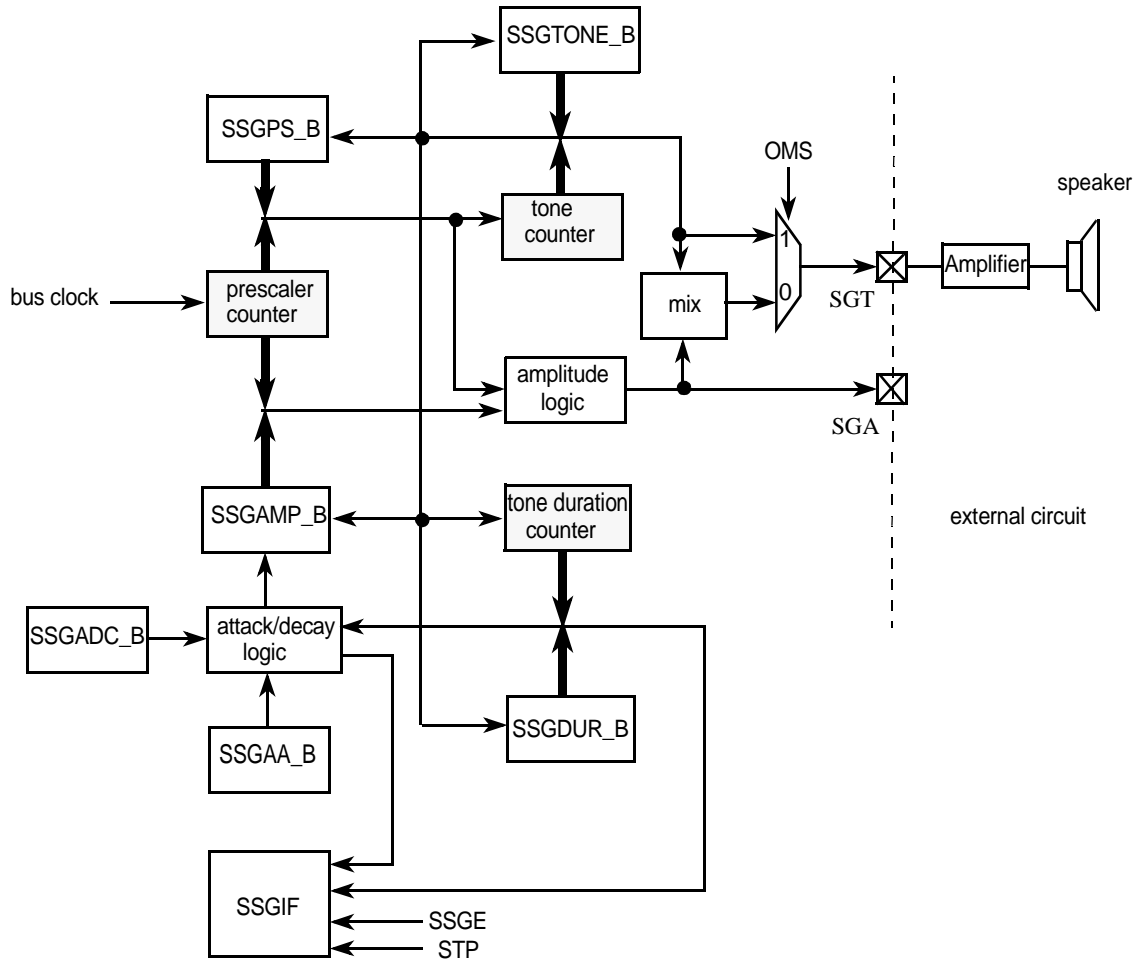 SSGTONE_B
SSGPS_B
OMS
speaker
tone
counter
1
Amplifier
bus clock
prescaler
counter
mix
0
SGT
amplitude
logic
SGA
SSGAMP_B
tone duration
counter
external circuit
SSGADC_B
attack/decay
logic
SSGDUR_B
SSGAA_B
SSGIF
SSGE
STP